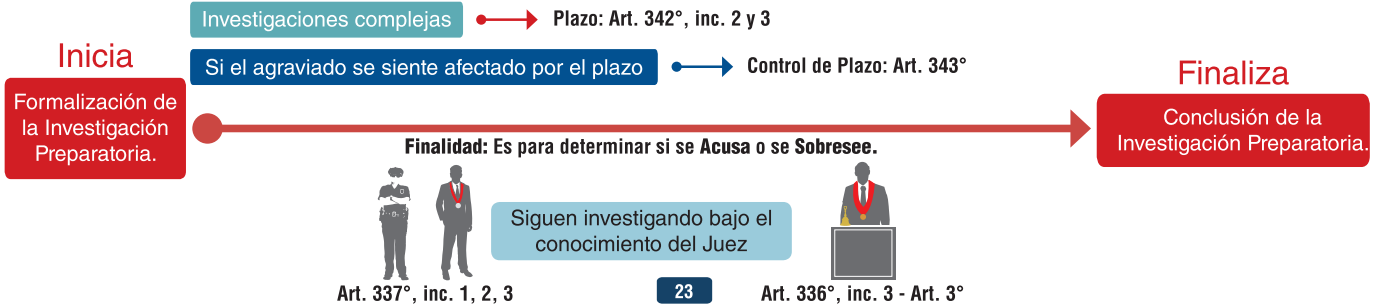 Investigaciones complejas
Plazo: Art. 342°, inc. 2 y 3
Inicia
Si el agraviado se siente afectado por el plazo
Control de Plazo: Art. 343°
Finaliza
Formalización de
la Investigación
Preparatoria.
Conclusión de la
Investigación Preparatoria.
Finalidad: Es para determinar si se Acusa o se Sobresee.
Siguen investigando bajo el
conocimiento del Juez
Art. 337°, inc. 1, 2, 3
23
Art. 336°, inc. 3 - Art. 3°